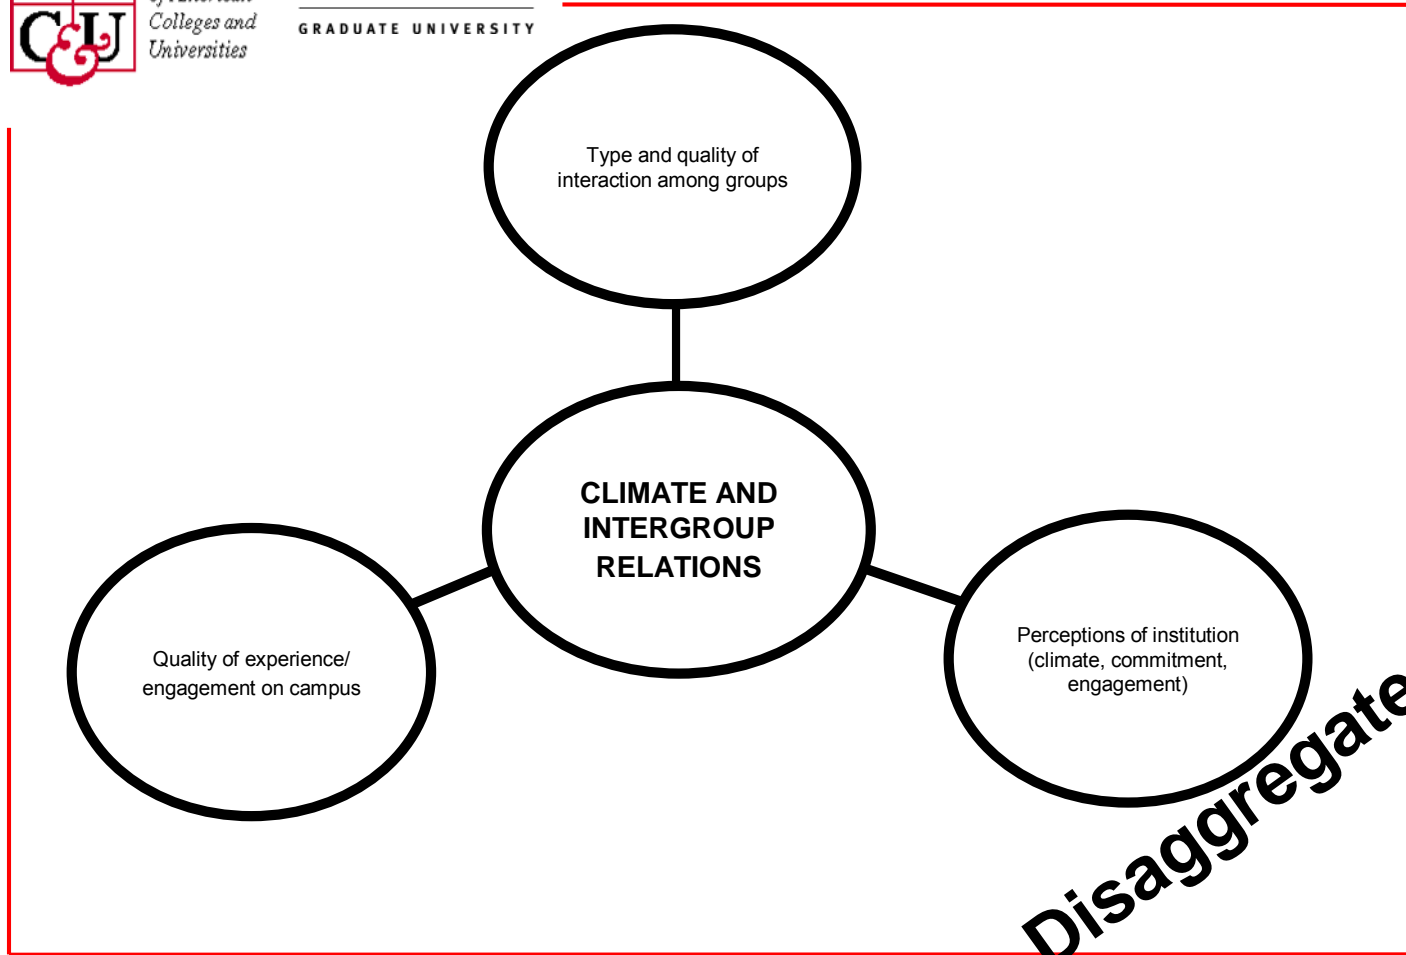 Colleges and
Universities
C&U
GRADUATE UNIVERSITY
Type and quality of
interaction among groups
CLIMATE AND
INTERGROUP
RELATIONS
Quality of experience/
engagement on campus
Perceptions of institution
(climate, commitment,
engagement)
Disaggregate